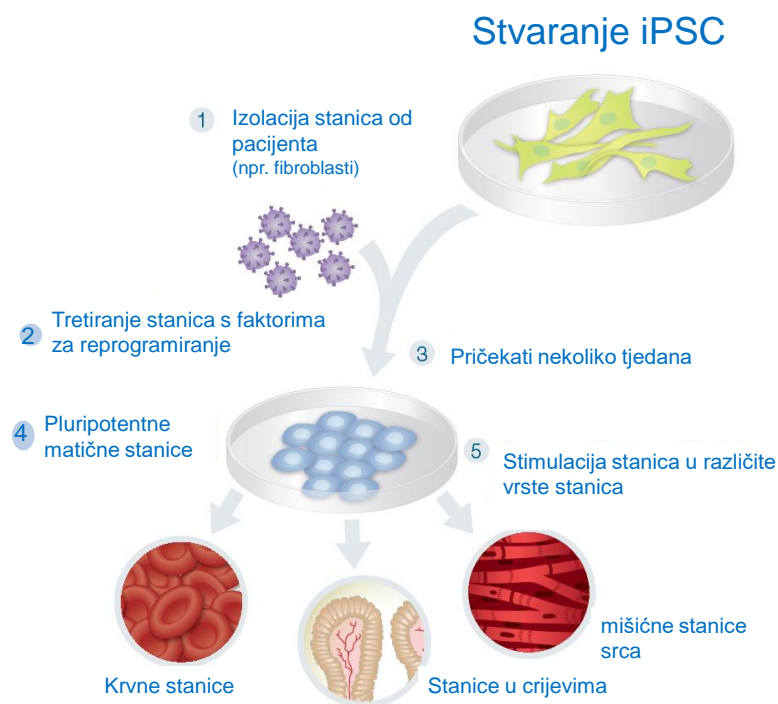 Stvaranje iPSC
1
Izolacija stanica od
pacijenta
(npr. fibroblasti)
2
Tretiranje stanica s faktorima
za reprogramiranje
3
Pričekati nekoliko tjedana
4
Pluripotentne
matične stanice
5
Stimulacija stanica u različite
vrste stanica
Krvne stanice
Stanice u crijevima
mišićne stanice
srca